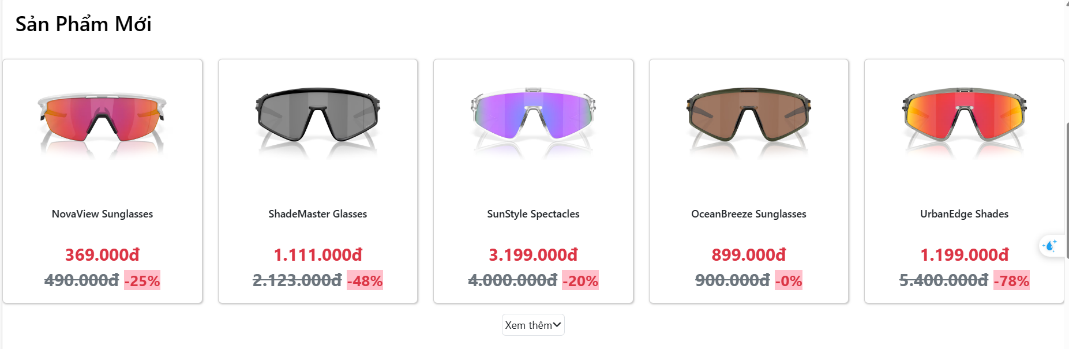 Sản Phẩm Mới
NovaView Sunglasses
369.000đ
490.000đ -25%
ShadeMaster Glasses
1.111.000đ
2.123.000đ -48%
SunStyle Spectacles
3.199.000đ
4.000.000đ -20%
OceanBreeze Sunglasses
899.000đ
900.000đ -0%
UrbanEdge Shades
1.199.000đ
5.400.000đ -78%
Xem thêm